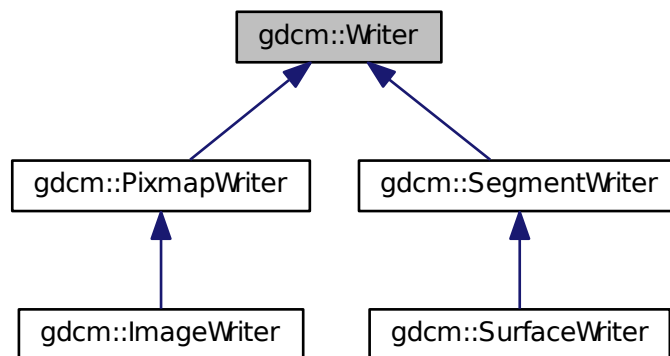 gdcm::Writer
gdcm::PixmapWriter
gdcm::SegmentWriter
gdcm::ImageWriter
gdcm::SurfaceWriter